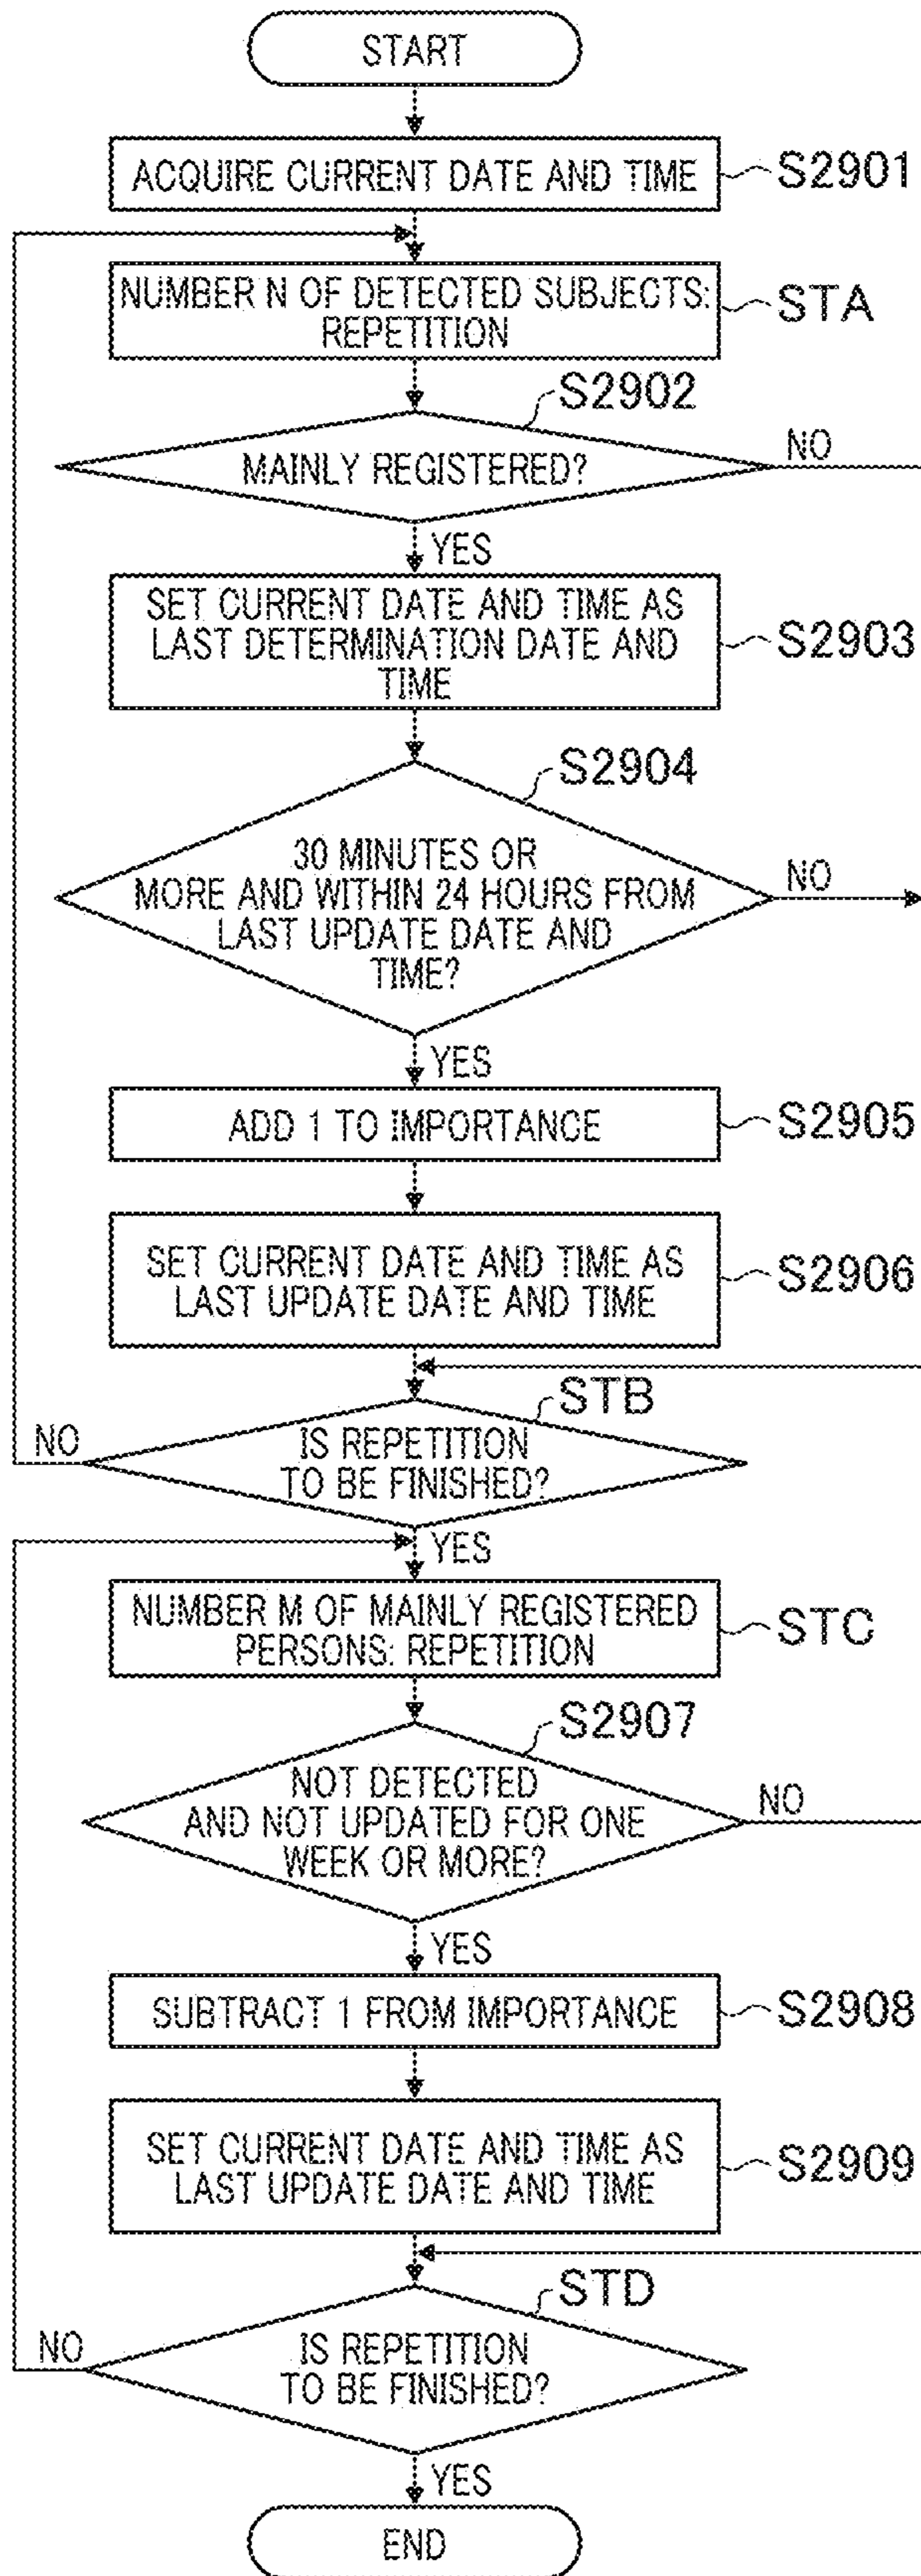 START
ACQUIRE CURRENT DATE AND TIME
S2901
NUMBER N OF DETECTED SUBJECTS:
REPETITION
STA
S2902
MAINLY REGISTERED?
NO
YES
SET CURRENT DATE AND TIME AS
LAST DETERMINATION DATE AND
TIME
S2903
S2904
30 MINUTES OR
MORE AND WITHIN 24 HOURS FROM
LAST UPDATE DATE AND
TIME?
NO
YES
ADD 1 TO IMPORTANCE
S2905
SET CURRENT DATE AND TIME AS
LAST UPDATE DATE AND TIME
S2906
STB
IS REPETITION
TO BE FINISHED?
NO
YES
NUMBER M OF MAINLY REGISTERED
PERSONS: REPETITION
STC
S2907
NOT DETECTED
AND NOT UPDATED FOR ONE
WEEK OR MORE?
NO
YES
SUBTRACT 1 FROM IMPORTANCE
S2908
SET CURRENT DATE AND TIME AS
LAST UPDATE DATE AND TIME
S2909
STD
IS REPETITION
TO BE FINISHED?
NO
YES
END